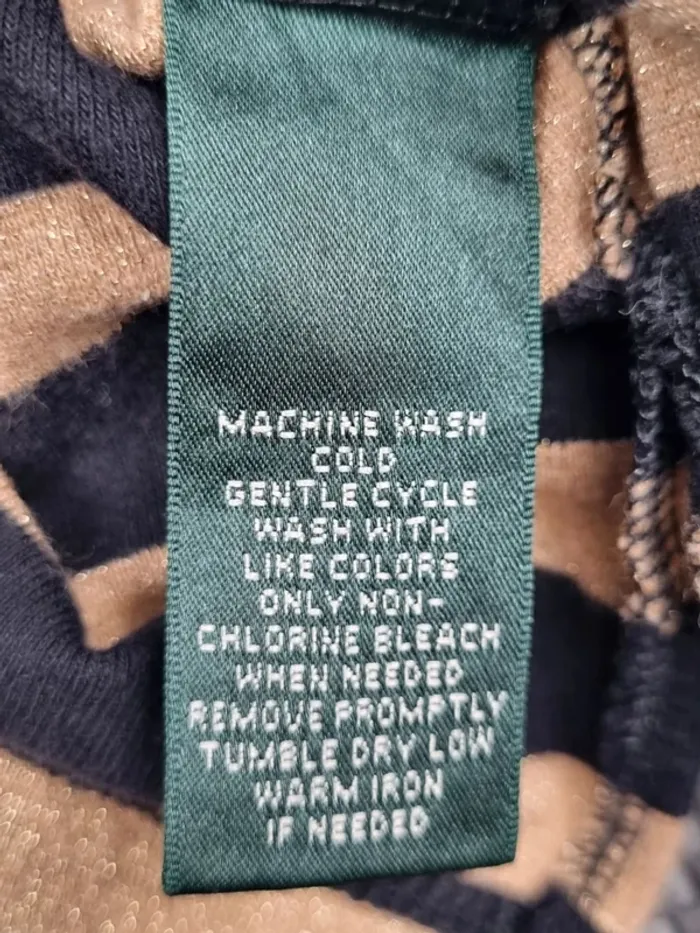 MACHINE WASH
COLD
GENTLE CYCLE
WASH WITH
LIKE COLORS
ONLY NON-
CHLORINE BLEACH
WHEN NEEDED
REMOVE PROMPTLY
TUMBLE DRY LOW
WARM IRON
IF NEEDED